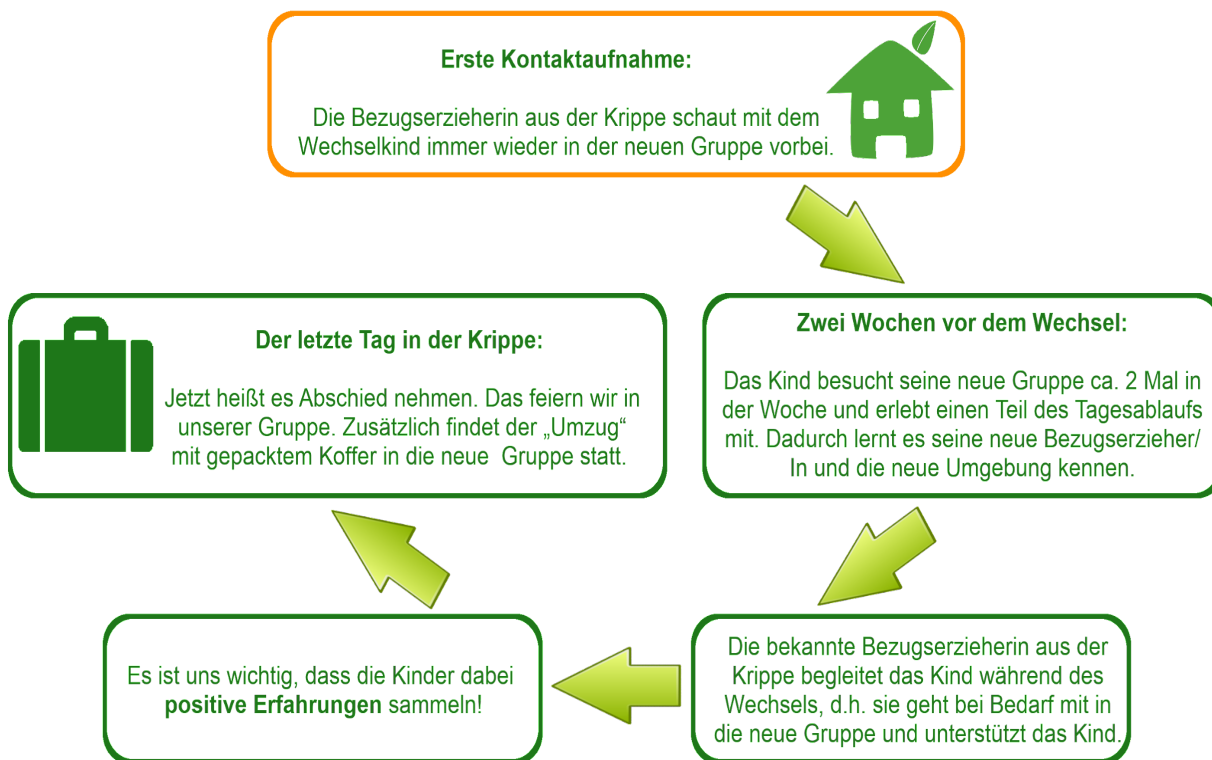 Erste Kontaktaufnahme:
Die Bezugserzieherin aus der Krippe schaut mit dem
Wechselkind immer wieder in der neuen Gruppe vorbei.
Zwei Wochen vor dem Wechsel:
Das Kind besucht seine neue Gruppe ca. 2 Mal in
der Woche und erlebt einen Teil des Tagesablaufs
mit. Dadurch lernt es seine neue Bezugserzieher/
In und die neue Umgebung kennen.
Die bekannte Bezugserzieherin aus der
Krippe begleitet das Kind während des
Wechsels, d.h. sie geht bei Bedarf mit in
die neue Gruppe und unterstützt das Kind.
Es ist uns wichtig, dass die Kinder dabei
positive Erfahrungen sammeln!
Der letzte Tag in der Krippe:
Jetzt heißt es Abschied nehmen. Das feiern wir in
unserer Gruppe. Zusätzlich findet der „Umzug“
mit gepacktem Koffer in die neue  Gruppe statt.